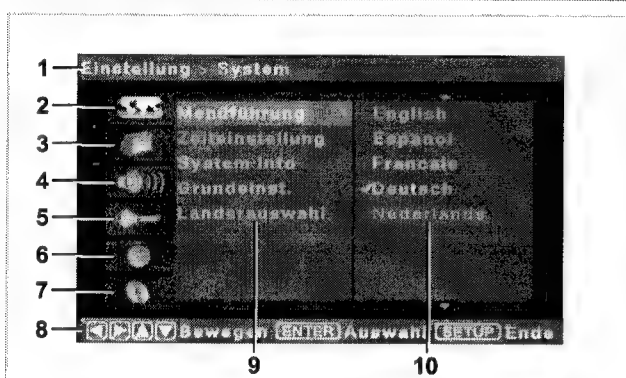 1 Einstellung > System
2 Menüführung English
3 Zeiteinstellung Español
System-Info Français
4 Grundeinst. ✔Deutsch
5 Länderauswahl Nederlands
6
7
8 ◀▶▲▼ Bewegen ENTER Auswahl SETUP Ende
9 10